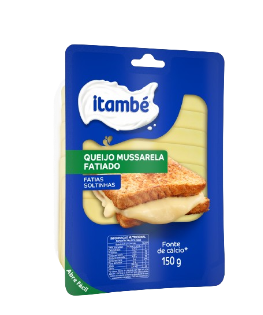 itambé
QUEIJO MUSSARELA
FATIADO
FATIAS
SOLTINHAS
Fonte
de cálcio*
150 g
Abre Fácil